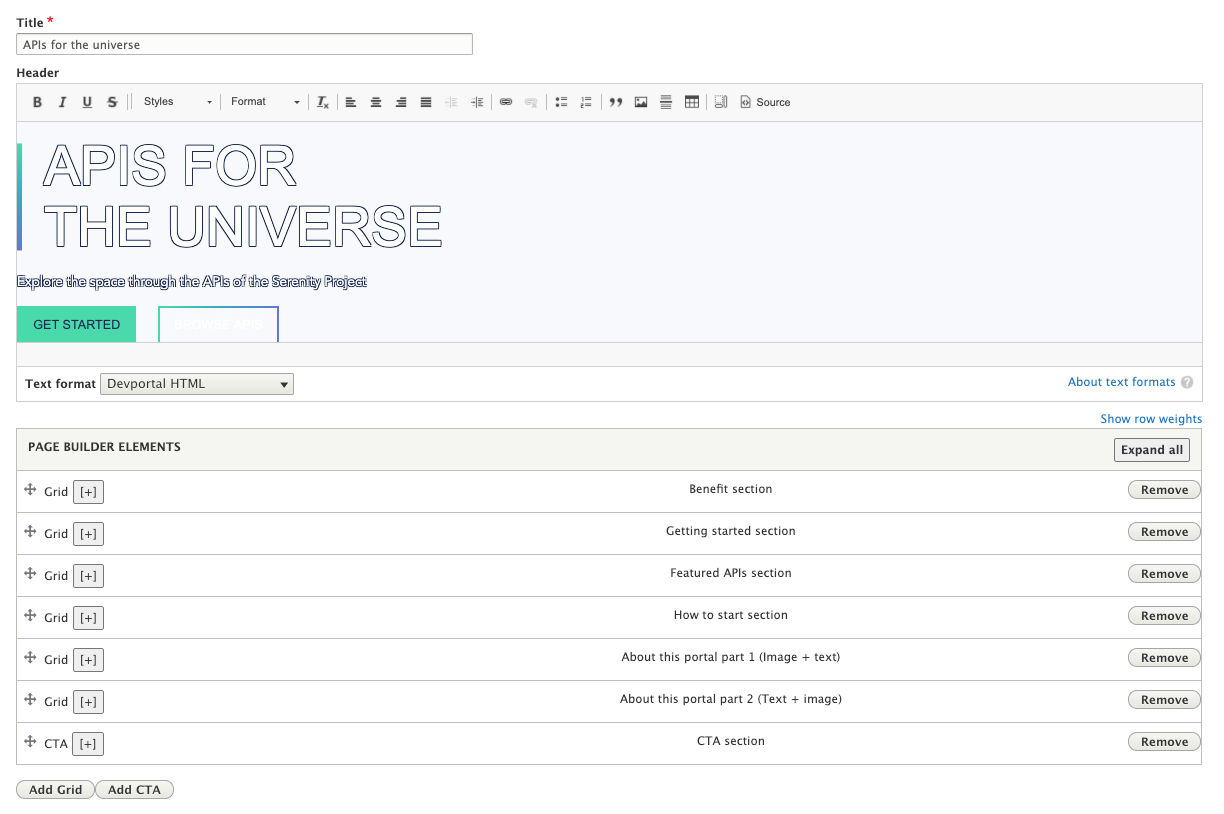 Title *
APIs for the universe
Header
B I U S Styles Format Tx Source
APIS FOR
THE UNIVERSE
Explore the space through the APIs of the Serenity Project
GET STARTED BROWSE APIS
Text format Devportal HTML About text formats ?
Show row weights
PAGE BUILDER ELEMENTS Expand all
Grid [+] Benefit section Remove
Grid [+] Getting started section Remove
Grid [+] Featured APIs section Remove
Grid [+] How to start section Remove
Grid [+] About this portal part 1 (Image + text) Remove
Grid [+] About this portal part 2 (Text + image) Remove
CTA [+] CTA section Remove
Add Grid Add CTA